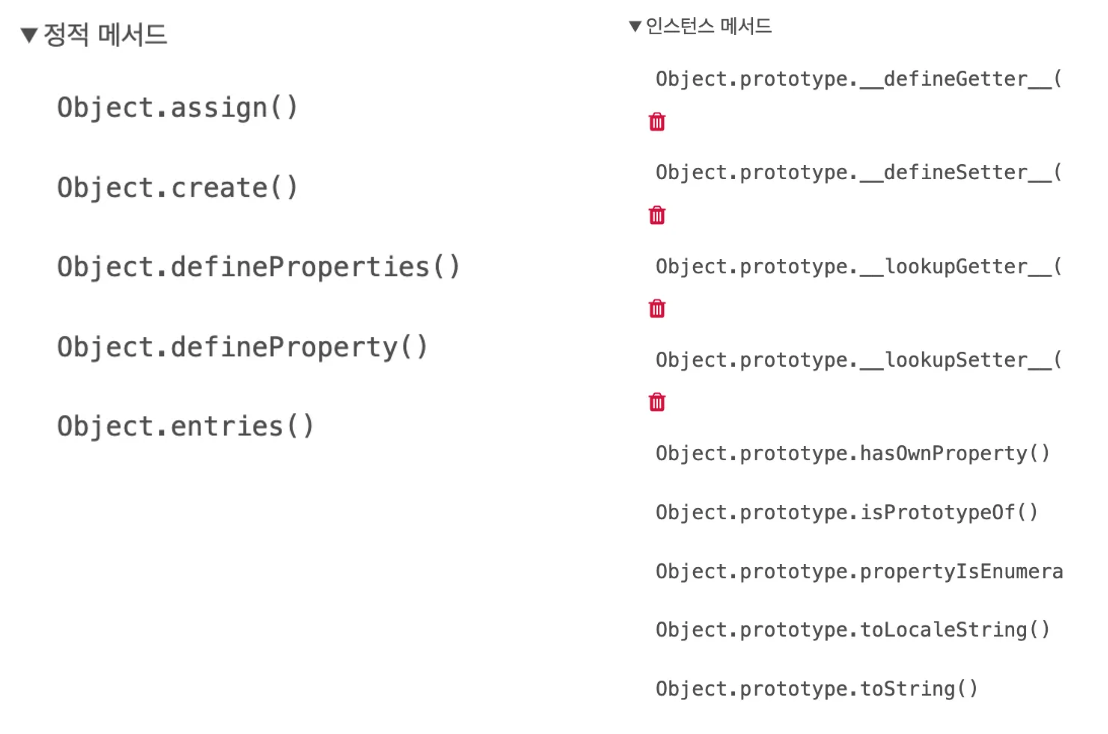 정적 메서드
Object.assign()
Object.create()
Object.defineProperties()
Object.defineProperty()
Object.entries()
인스턴스 메서드
Object.prototype.__defineGetter__(
Object.prototype.__defineSetter__(
Object.prototype.__lookupGetter__(
Object.prototype.__lookupSetter__(
Object.prototype.hasOwnProperty()
Object.prototype.isPrototypeOf()
Object.prototype.propertyIsEnumera
Object.prototype.toLocaleString()
Object.prototype.toString()